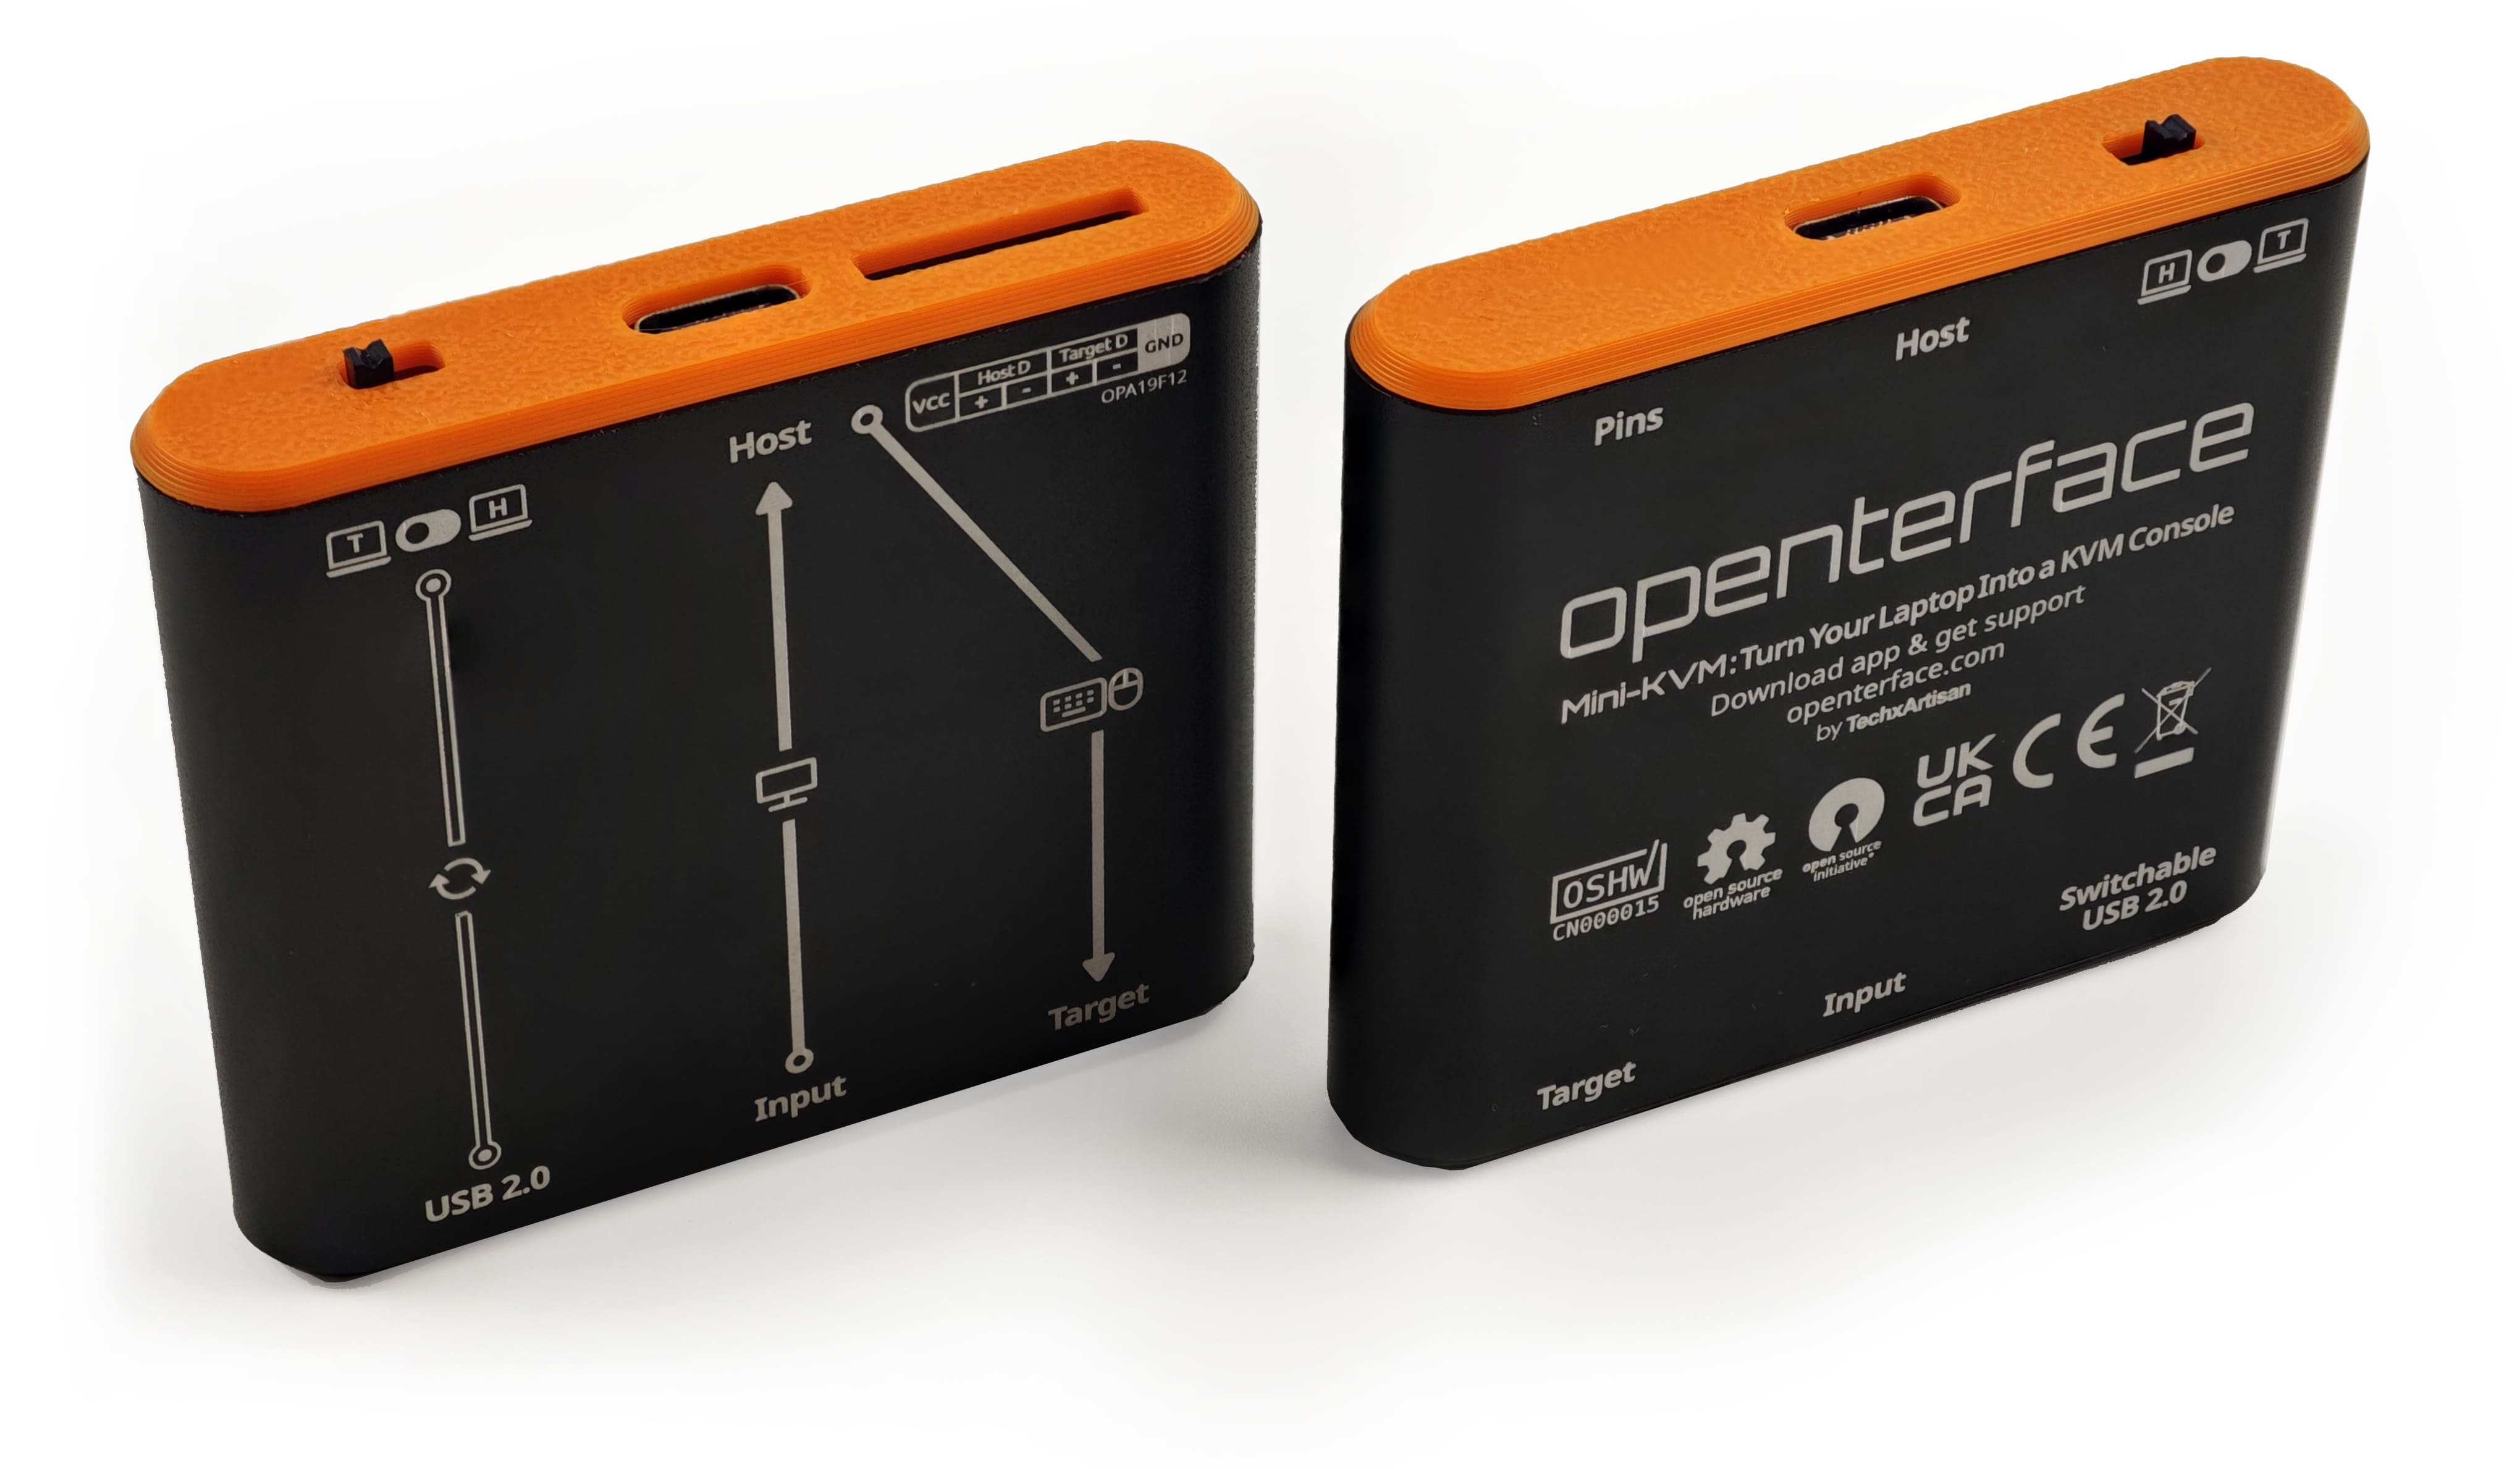 VCC Host D + - Target D + - GND
OPA19F12
Host
T H
Input
Target
USB 2.0
H T
Host
Pins
openterface
Mini-KVM: Turn Your Laptop Into a KVM Console
Download app & get support
openterface.com
by TechxArtisan
UK
CA
CE
OSHW
CN000015
open source
hardware
open source
initiative®
Switchable
USB 2.0
Input
Target